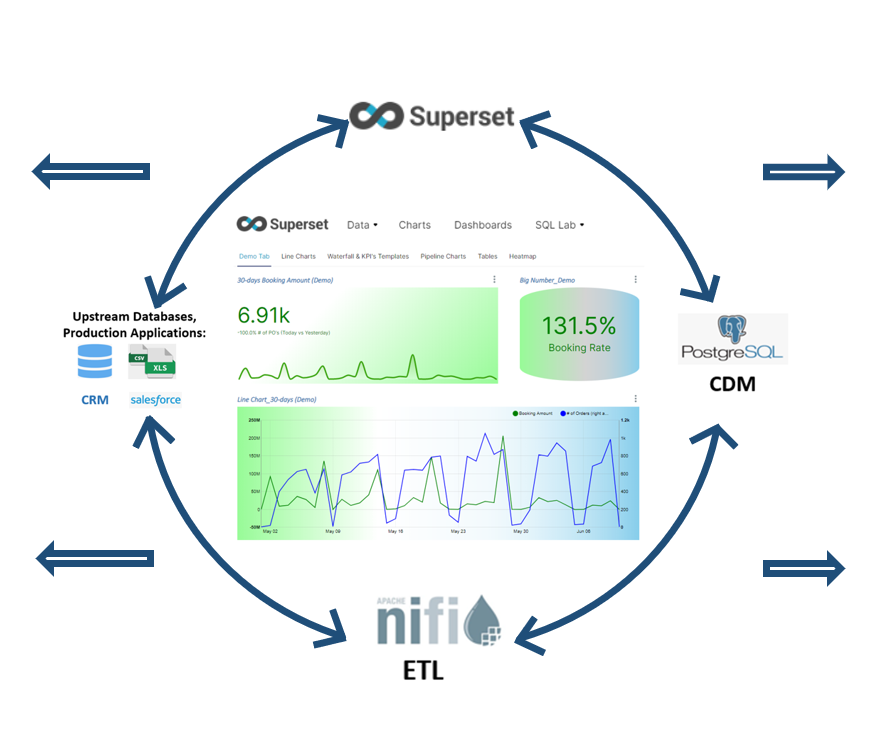 Superset
Superset
Data
Charts
Dashboards
SQL Lab
Demo Tab
Line Charts
Waterfall & KPI's Templates
Pipeline Charts
Tables
Heatmap
30-days Booking Amount (Demo)
Big Number_Demo
6.91k
-100.0% # of PO's (Today vs Yesterday)
131.5%
Booking Rate
Upstream Databases,
Production Applications:
CSV
XLS
CRM
salesforce
PostgreSQL
CDM
Line Chart_30-days (Demo)
Booking Amount
# of Orders (right a...
250M
200M
150M
100M
50M
0
-50M
1.2k
1k
800
600
400
200
0
May 02
May 09
May 16
May 23
May 30
Jun 06
APACHE
nifi
ETL